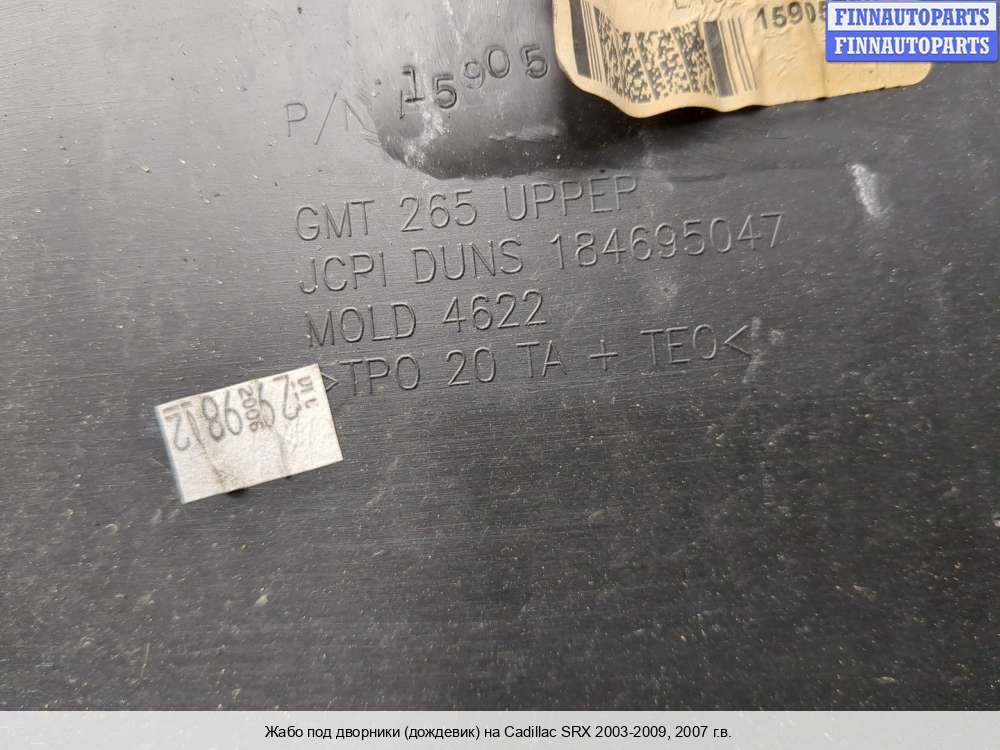 15905
FINNAUTOPARTS
FINNAUTOPARTS
P/N 15905
GMT 265 UPPER
JCPI DUNS 184695047
MOLD 4622
>TPO 20 TA + TEO<
2006
Жабо под дворники (дождевик) на Cadillac SRX 2003-2009, 2007 г.в.